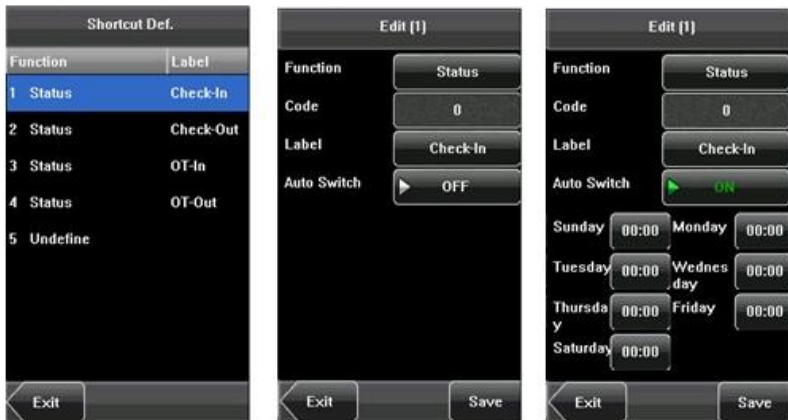 Shortcut Def.
Function Label
1 Status Check-In
2 Status Check-Out
3 Status OT-In
4 Status OT-Out
5 Undefine
Exit
Edit [1]
Function Status
Code 0
Label Check-In
Auto Switch OFF
Exit Save
Edit [1]
Function Status
Code 0
Label Check-In
Auto Switch ON
Sunday 00:00 Monday 00:00
Tuesday 00:00 Wednes
day 00:00
Thursda
y 00:00 Friday 00:00
Saturday 00:00
Exit Save